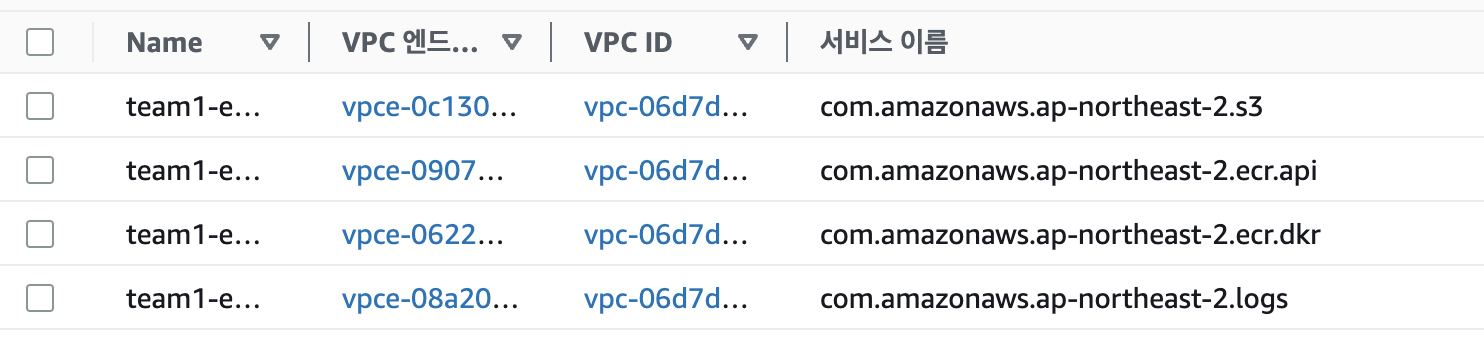 Name VPC 엔드... VPC ID 서비스 이름
team1-e... vpce-0c130... vpc-06d7d... com.amazonaws.ap-northeast-2.s3
team1-e... vpce-0907... vpc-06d7d... com.amazonaws.ap-northeast-2.ecr.api
team1-e... vpce-0622... vpc-06d7d... com.amazonaws.ap-northeast-2.ecr.dkr
team1-e... vpce-08a20... vpc-06d7d... com.amazonaws.ap-northeast-2.logs